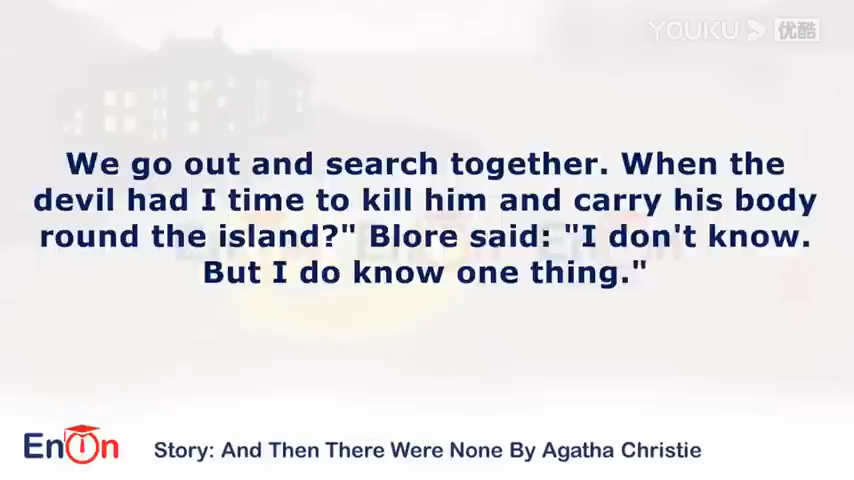 YOUKU 优酷
We go out and search together. When the
devil had I time to kill him and carry his body
round the island?" Blore said: "I don't know.
But I do know one thing."
EnOn Story: And Then There Were None By Agatha Christie